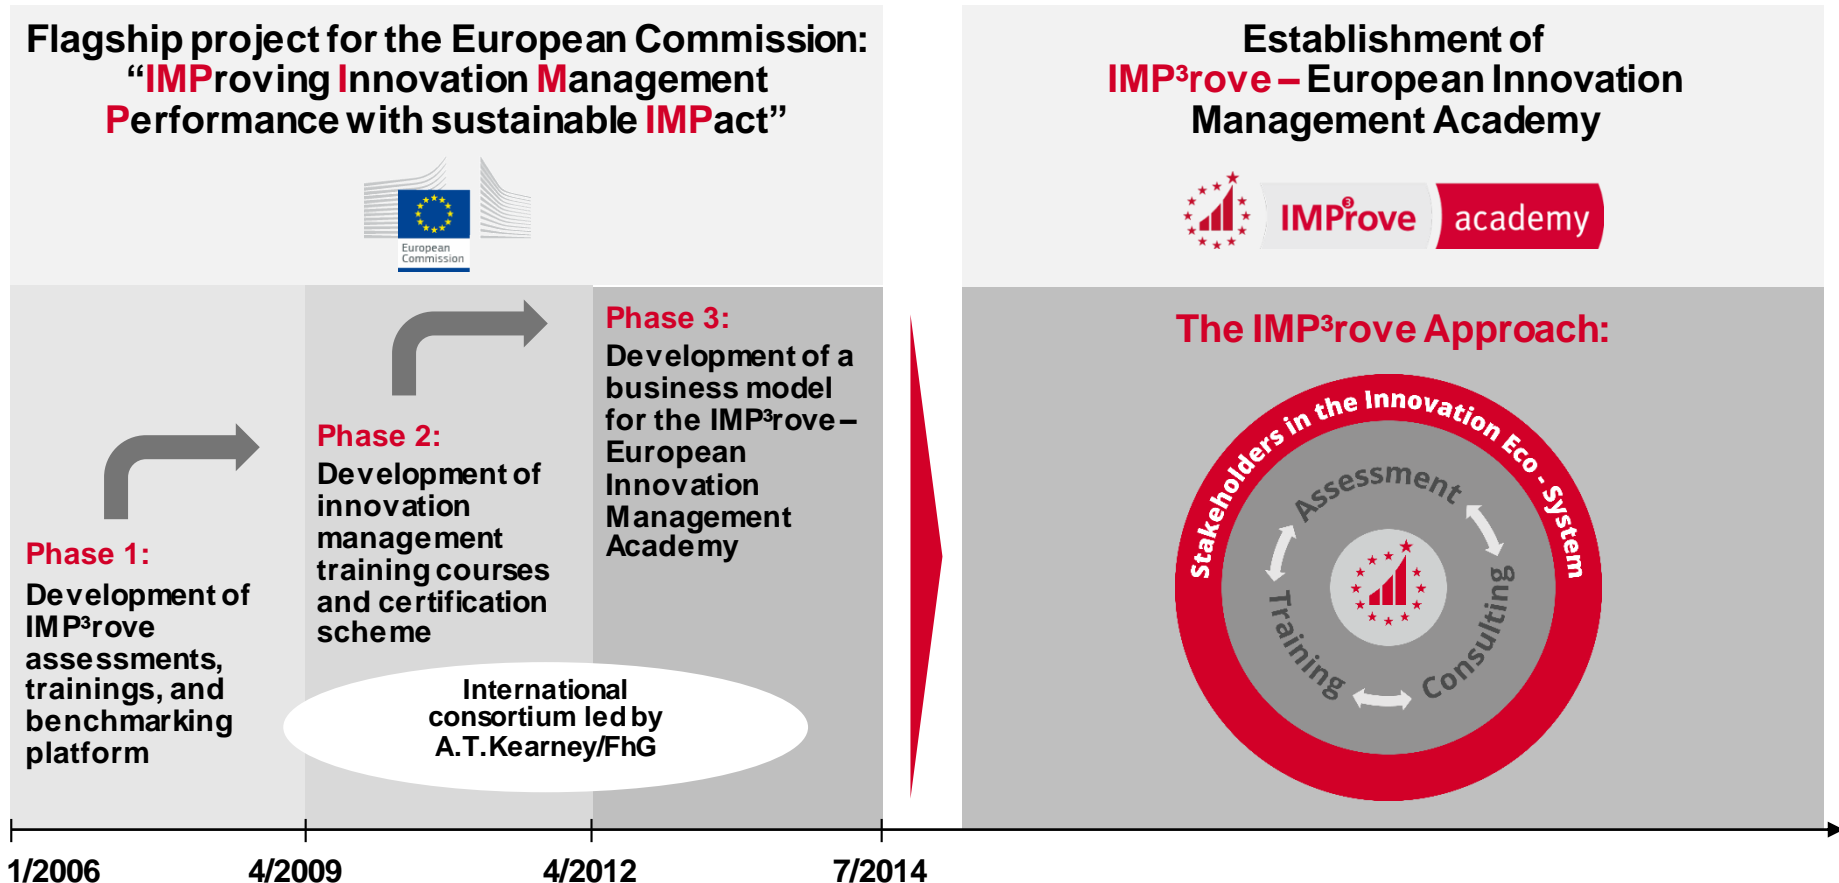 Flagship project for the European Commission:
“IMProving Innovation Management
Performance with sustainable IMPact”
European
Commission
Phase 1:
Development of
IMP³rove
assessments,
trainings, and
benchmarking
platform
Phase 2:
Development of
innovation
management
training courses
and certification
scheme
Phase 3:
Development of a
business model
for the IMP³rove –
European
Innovation
Management
Academy
International
consortium led by
A.T.Kearney/FhG
Establishment of
IMP³rove – European Innovation
Management Academy
IMP³rove academy
The IMP³rove Approach:
Stakeholders in the Innovation Eco - System
Assessment
Consulting
Training
1/2006
4/2009
4/2012
7/2014